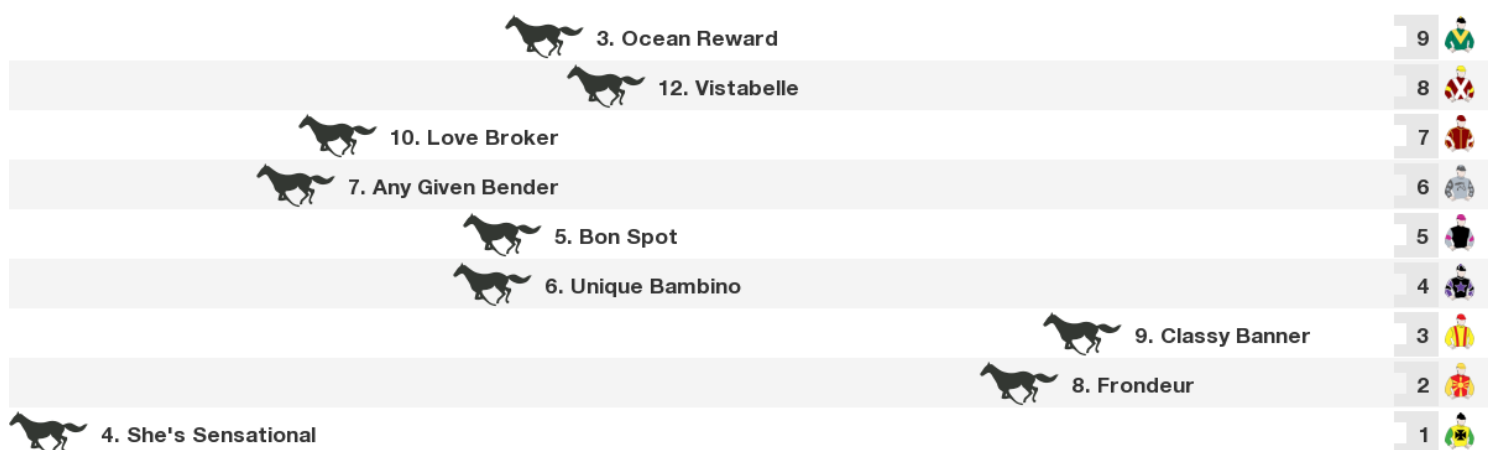 3. Ocean Reward 9
12. Vistabelle 8
10. Love Broker 7
7. Any Given Bender 6
5. Bon Spot 5
6. Unique Bambino 4
9. Classy Banner 3
8. Frondeur 2
4. She's Sensational 1